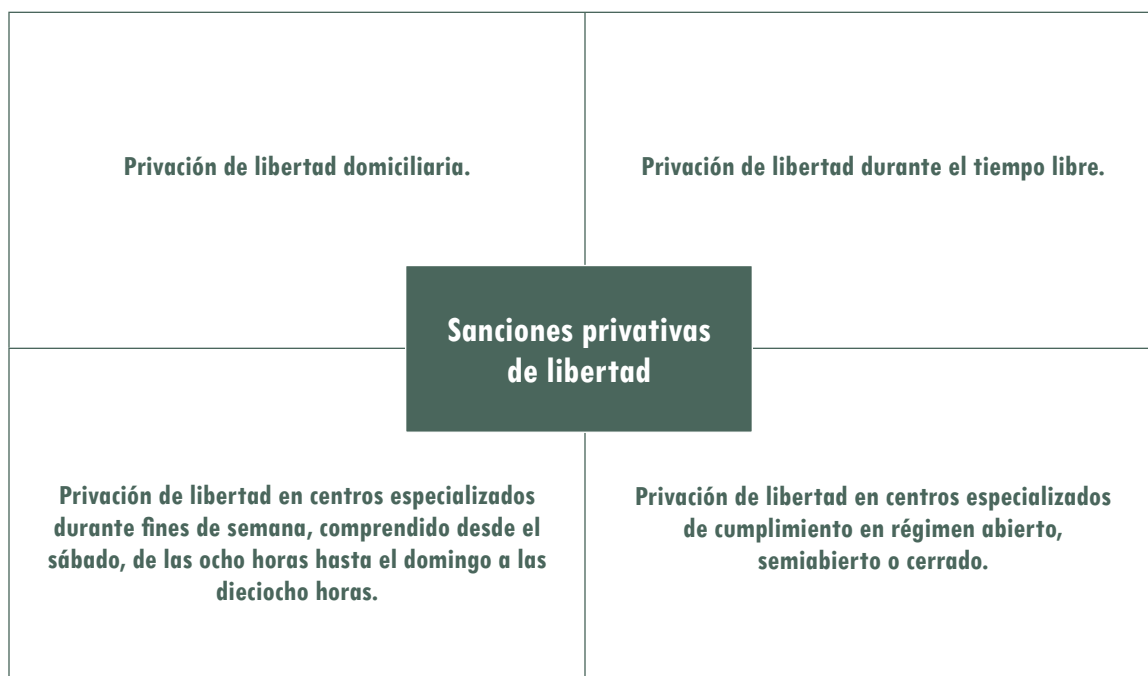 Privación de libertad domiciliaria.
Privación de libertad durante el tiempo libre.
Sanciones privativas
de libertad
Privación de libertad en centros especializados
durante fines de semana, comprendido desde el
sábado, de las ocho horas hasta el domingo a las
dieciocho horas.
Privación de libertad en centros especializados
de cumplimiento en régimen abierto,
semiabierto o cerrado.